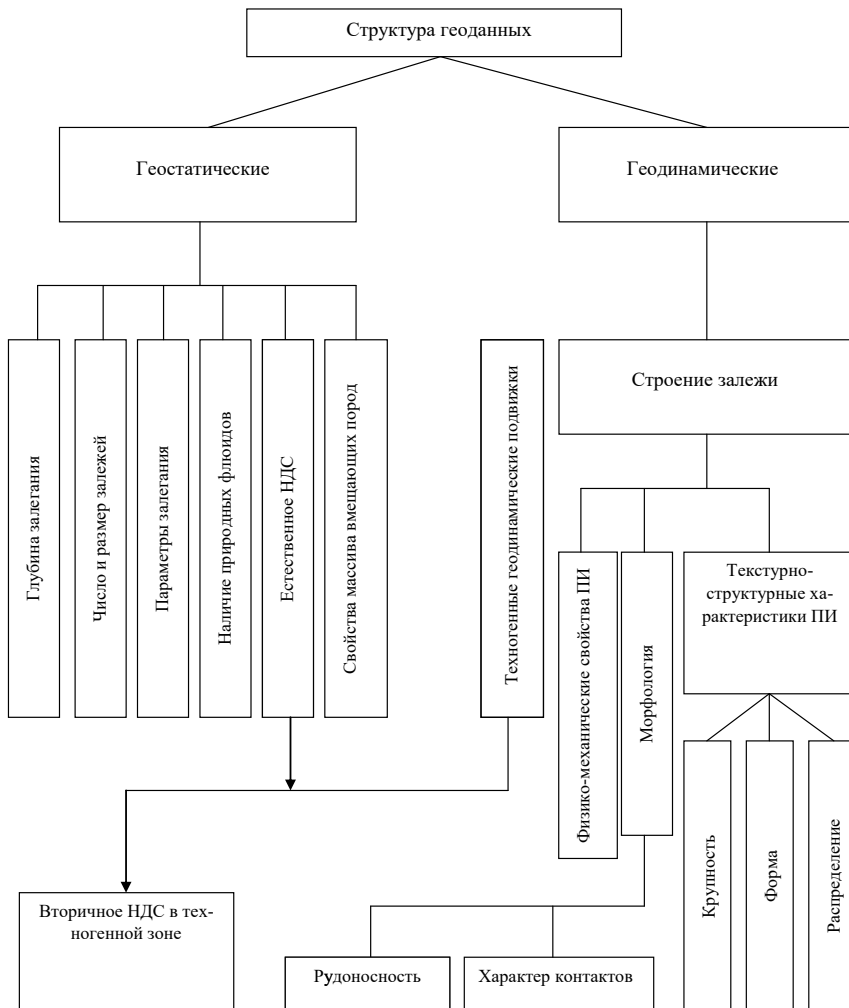 Структура геоданных
Геостатические
Геодинамические
Глубина залегания
Число и размер залежей
Параметры залегания
Наличие природных флюидов
Естественное НДС
Свойства массива вмещающих пород
Техногенные геодинамические подвижки
Строение залежи
Физико-механические свойства ПИ
Морфология
Текстурно-
структурные ха-
рактеристики ПИ
Крупность
Форма
Распределение
Вторичное НДС в тех-
ногенной зоне
Рудоносность
Характер контактов